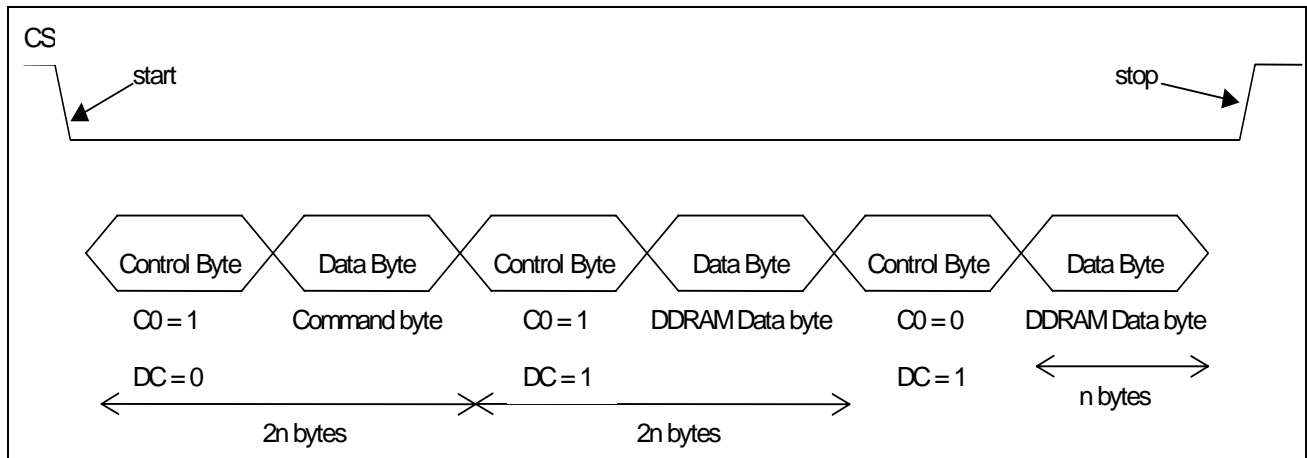 CS
start
stop
Control Byte Data Byte Control Byte Data Byte Control Byte Data Byte
C0 = 1 Command byte C0 = 1 DDRAM Data byte C0 = 0 DDRAM Data byte
DC = 0 DC = 1 DC = 1
n bytes
2n bytes 2n bytes